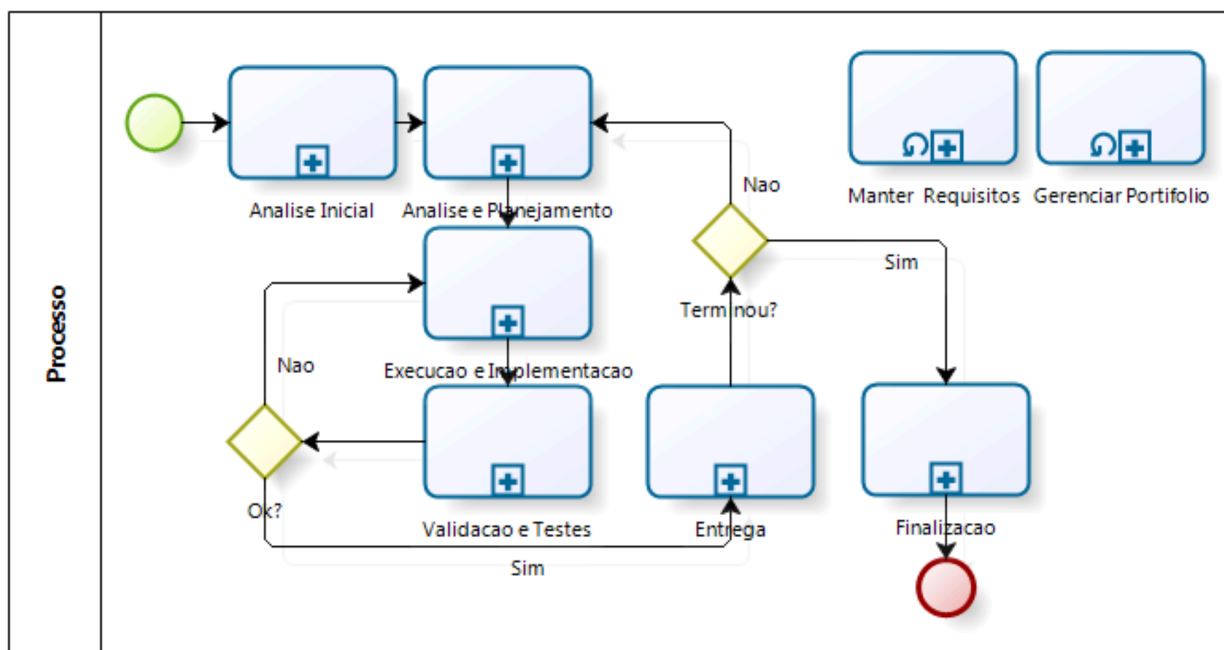 Processo
Analise Inicial
Analise e Planejamento
Nao
Manter Requisitos
Gerenciar Portifolio
Sim
Terminou?
Nao
Execucao e Implementacao
Ok?
Validacao e Testes
Entrega
Finalizacao
Sim